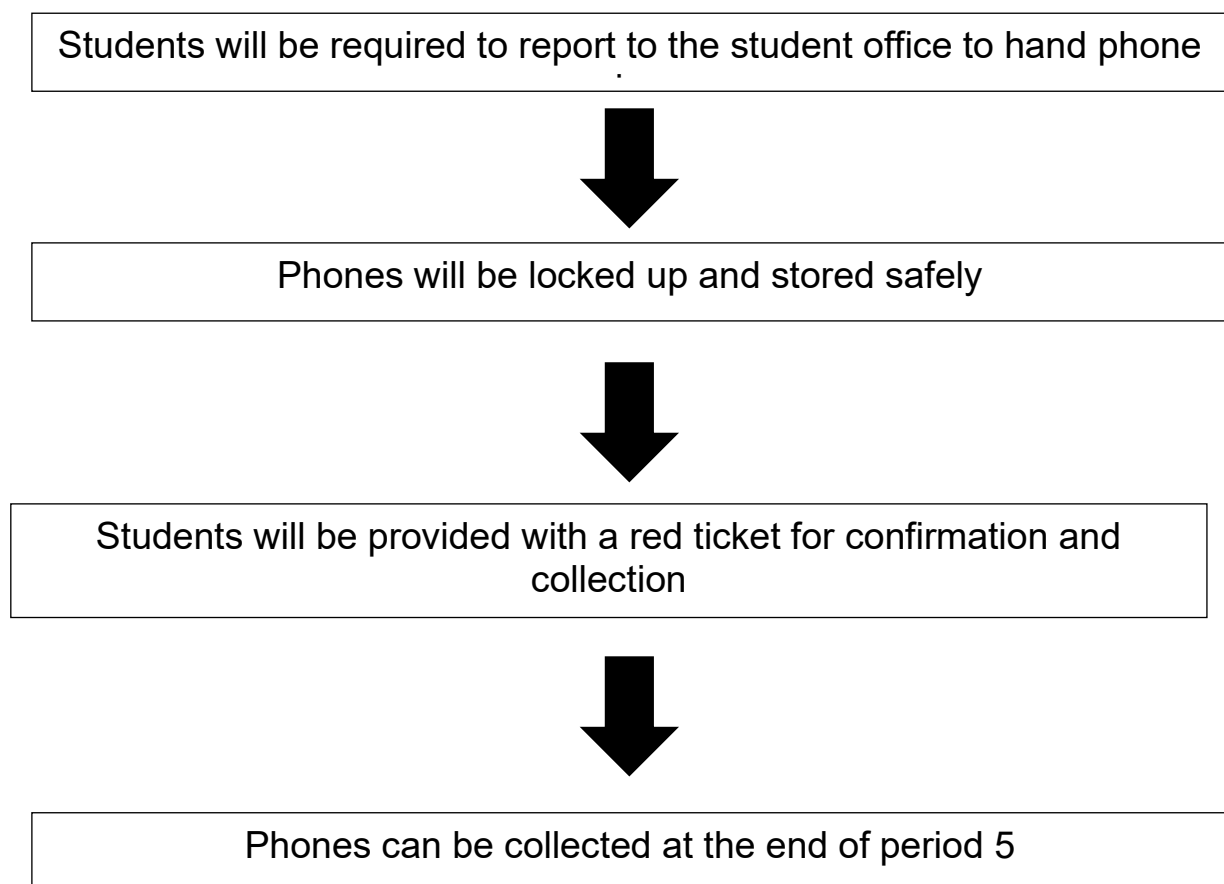 Students will be required to report to the student office to hand phone
Phones will be locked up and stored safely
Students will be provided with a red ticket for confirmation and
collection
Phones can be collected at the end of period 5